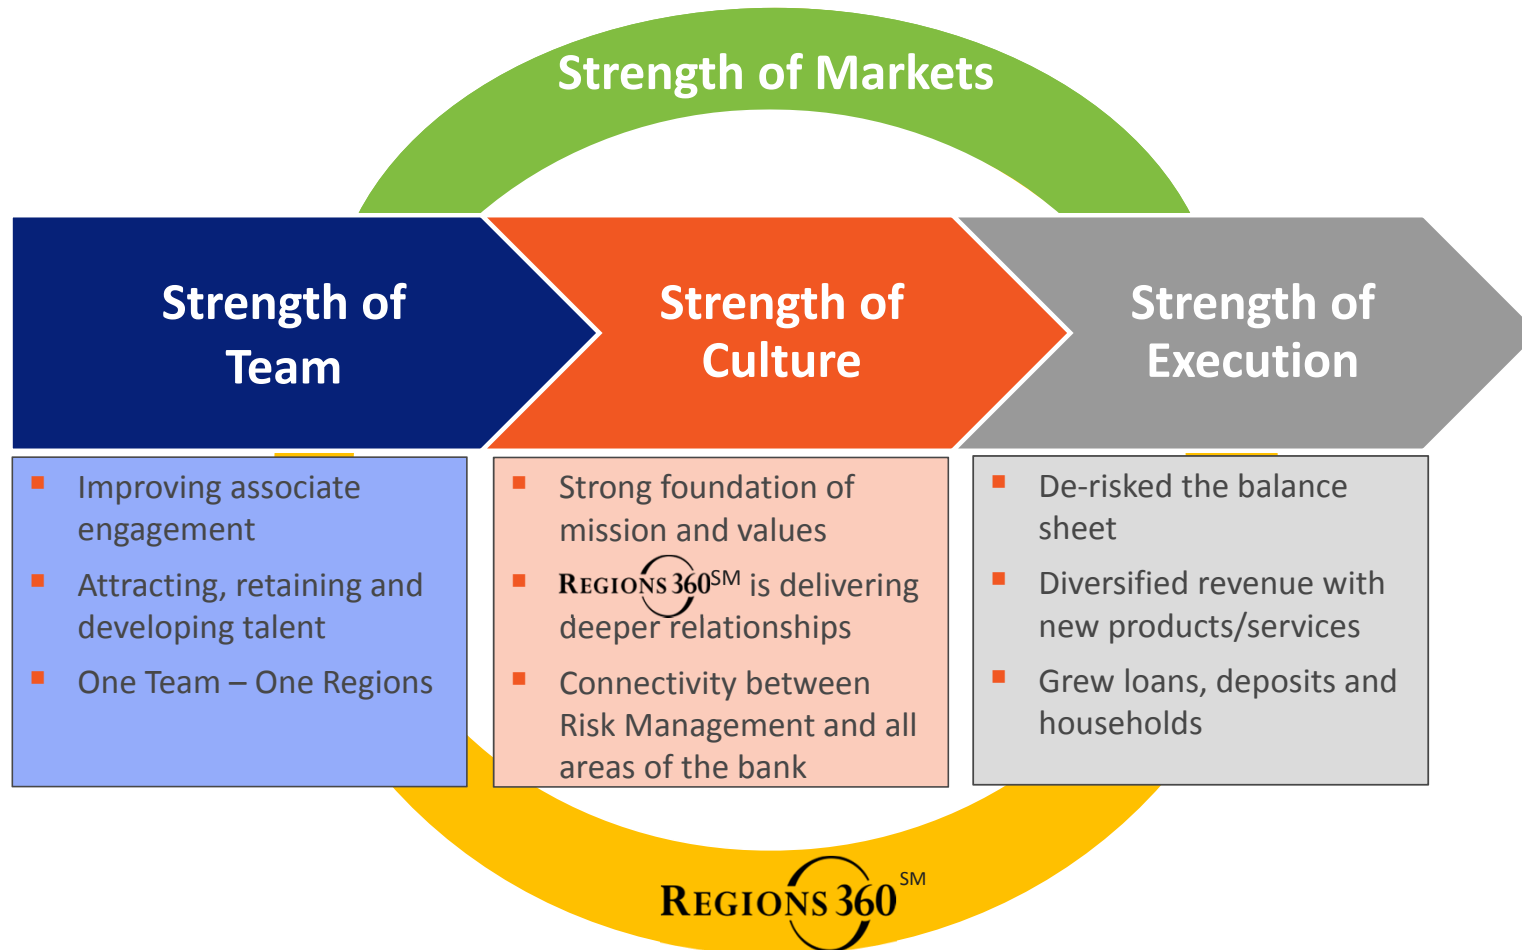 Strength of Markets
Strength of
Team
Strength of
Culture
Strength of
Execution
▪ Improving associate
engagement
▪ Attracting, retaining and
developing talent
▪ One Team – One Regions
▪ Strong foundation of
mission and values
▪ REGIONS 360SM is delivering
deeper relationships
▪ Connectivity between
Risk Management and all
areas of the bank
▪ De-risked the balance
sheet
▪ Diversified revenue with
new products/services
▪ Grew loans, deposits and
households
REGIONS 360 SM